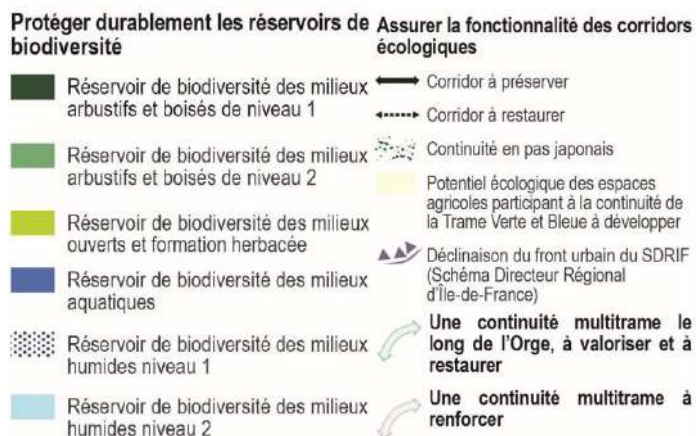 Protéger durablement les réservoirs de
biodiversité
Réservoir de biodiversité des milieux
arbustifs et boisés de niveau 1
Réservoir de biodiversité des milieux
arbustifs et boisés de niveau 2
Réservoir de biodiversité des milieux
ouverts et formation herbacée
Réservoir de biodiversité des milieux
aquatiques
Réservoir de biodiversité des milieux
humides niveau 1
Réservoir de biodiversité des milieux
humides niveau 2
Assurer la fonctionnalité des corridors
écologiques
Corridor à préserver
Corridor à restaurer
Continuité en pas japonais
Potentiel écologique des espaces
agricoles participant à la continuité de
la Trame Verte et Bleue à développer
Déclinaison du front urbain du SDRIF
(Schéma Directeur Régional
d'Île-de-France)
Une continuité multitrame le
long de l'Orge, à valoriser et à
restaurer
Une continuité multitrame à
renforcer